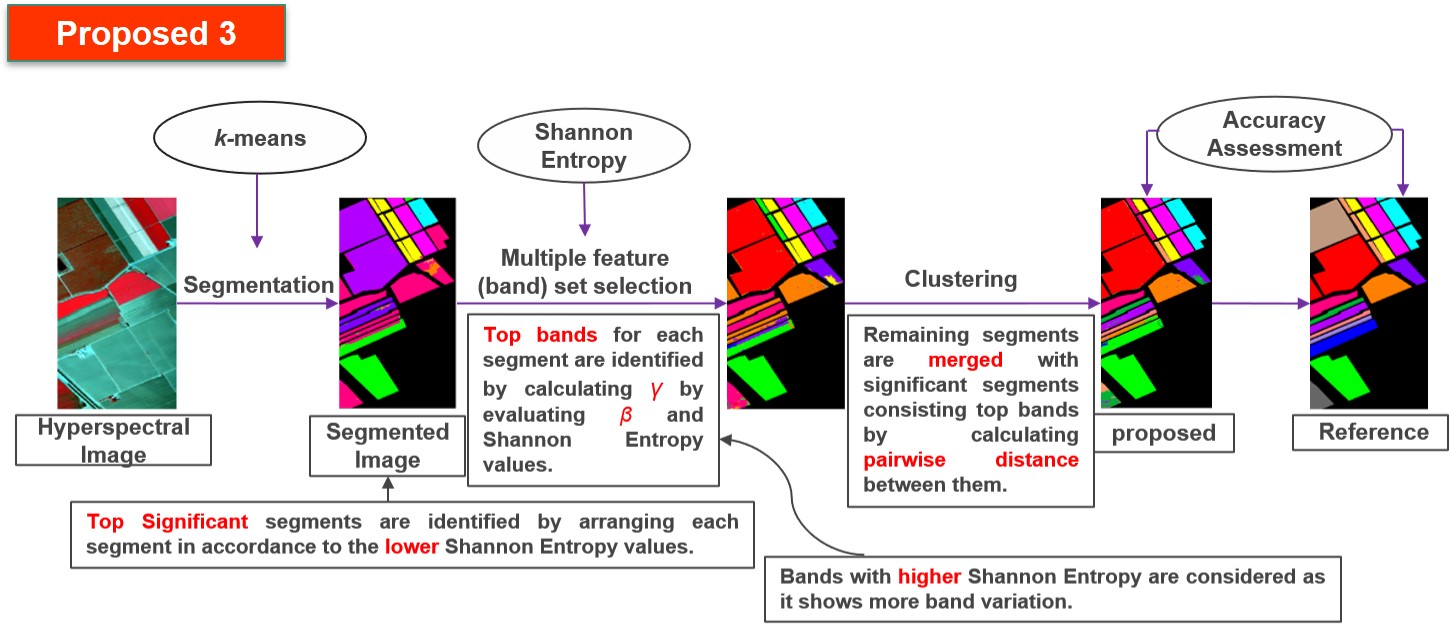 Proposed 3
k-means
Shannon
Entropy
Accuracy
Assessment
Segmentation
Multiple feature
(band) set selection
Clustering
Hyperspectral
Image
Segmented
Image
Top bands for each
segment are identified
by calculating γ by
evaluating β and
Shannon Entropy
values.
Remaining segments
are merged with
significant segments
consisting top bands
by calculating
pairwise distance
between them.
proposed
Reference
Top Significant segments are identified by arranging each
segment in accordance to the lower Shannon Entropy values.
Bands with higher Shannon Entropy are considered as
it shows more band variation.